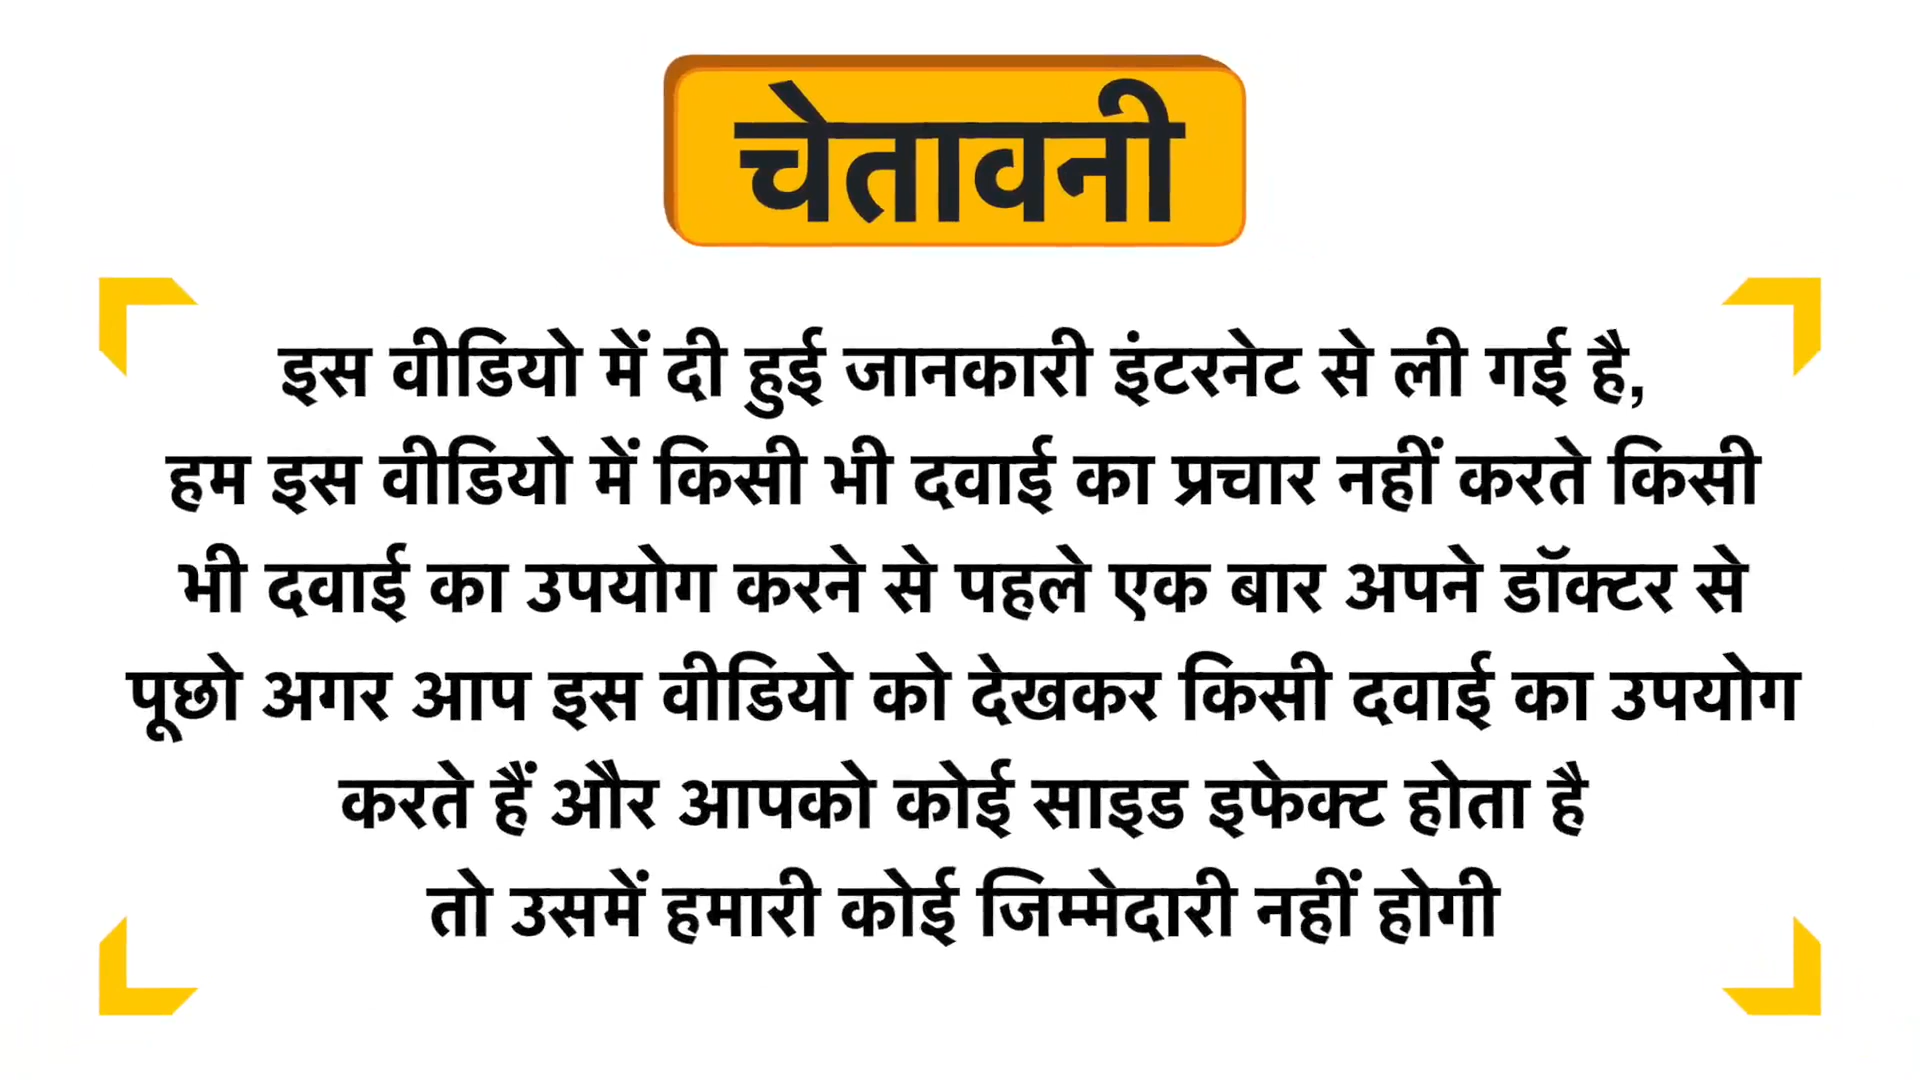 चेतावनी
इस वीडियो में दी हुई जानकारी इंटरनेट से ली गई है,
हम इस वीडियो में किसी भी दवाई का प्रचार नहीं करते किसी
भी दवाई का उपयोग करने से पहले एक बार अपने डॉक्टर से
पूछो अगर आप इस वीडियो को देखकर किसी दवाई का उपयोग
करते हैं और आपको कोई साइड इफेक्ट होता है
तो उसमें हमारी कोई जिम्मेदारी नहीं होगी